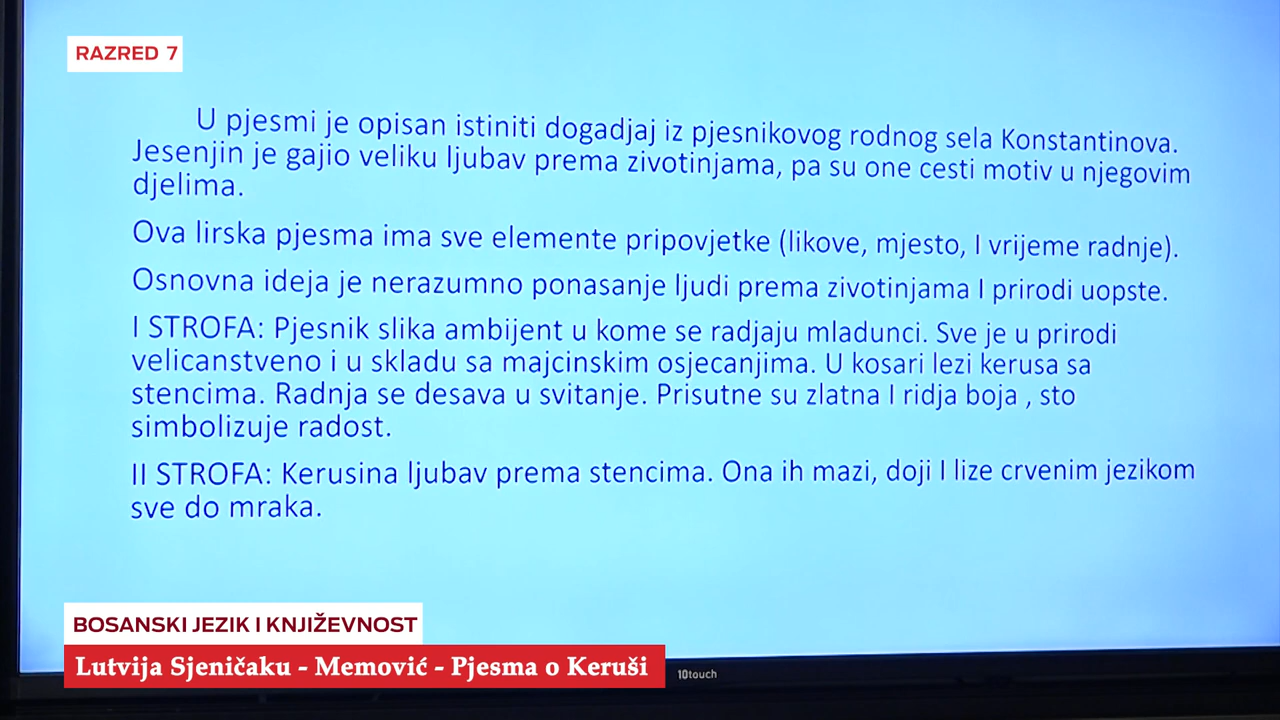 RAZRED 7
U pjesmi je opisan istiniti dogadjaj iz pjesnikovog rodnog sela Konstantinova.
Jesenjin je gajio veliku ljubav prema zivotinjama, pa su one cesti motiv u njegovim
djelima.
Ova lirska pjesma ima sve elemente pripovjetke (likove, mjesto, I vrijeme radnje).
Osnovna ideja je nerazumno ponasanje ljudi prema zivotinjama I prirodi uopste.
I STROFA: Pjesnik slika ambijent u kome se radjaju mladunci. Sve je u prirodi
velicanstveno i u skladu sa majcinskim osjecanjima. U kosari lezi kerusa sa
stencima. Radnja se desava u svitanje. Prisutne su zlatna I ridja boja , sto
simbolizuje radost.
II STROFA: Kerusina ljubav prema stencima. Ona ih mazi, doji I lize crvenim jezikom
sve do mraka.
BOSANSKI JEZIK I KNJIŽEVNOST
Lutvija Sjeničaku - Memović - Pjesma o Keruši
10touch